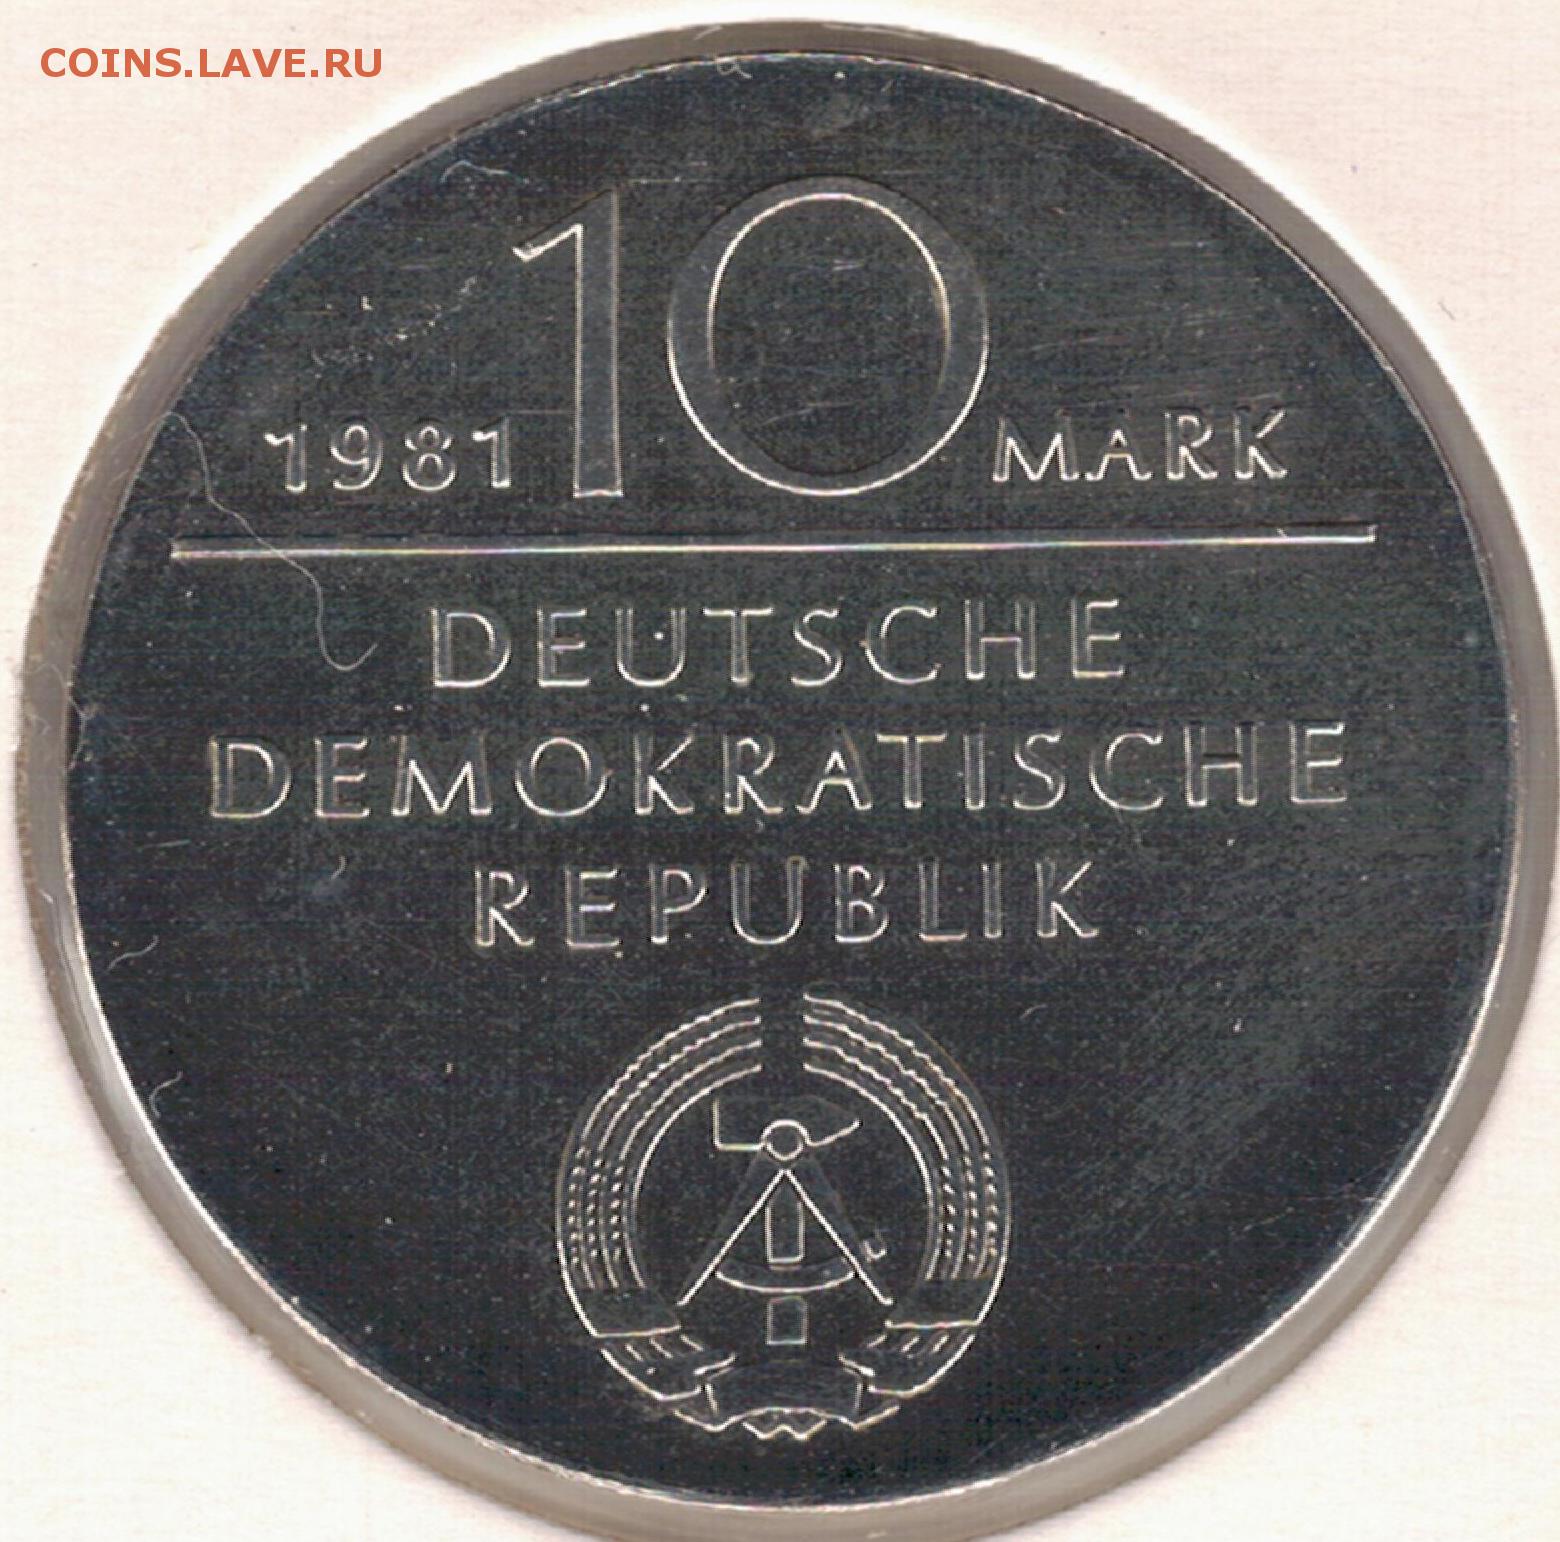 COINS.LAVE.RU
1981 10 MARK
DEUTSCHE
DEMOKRATISCHE
REPUBLIK